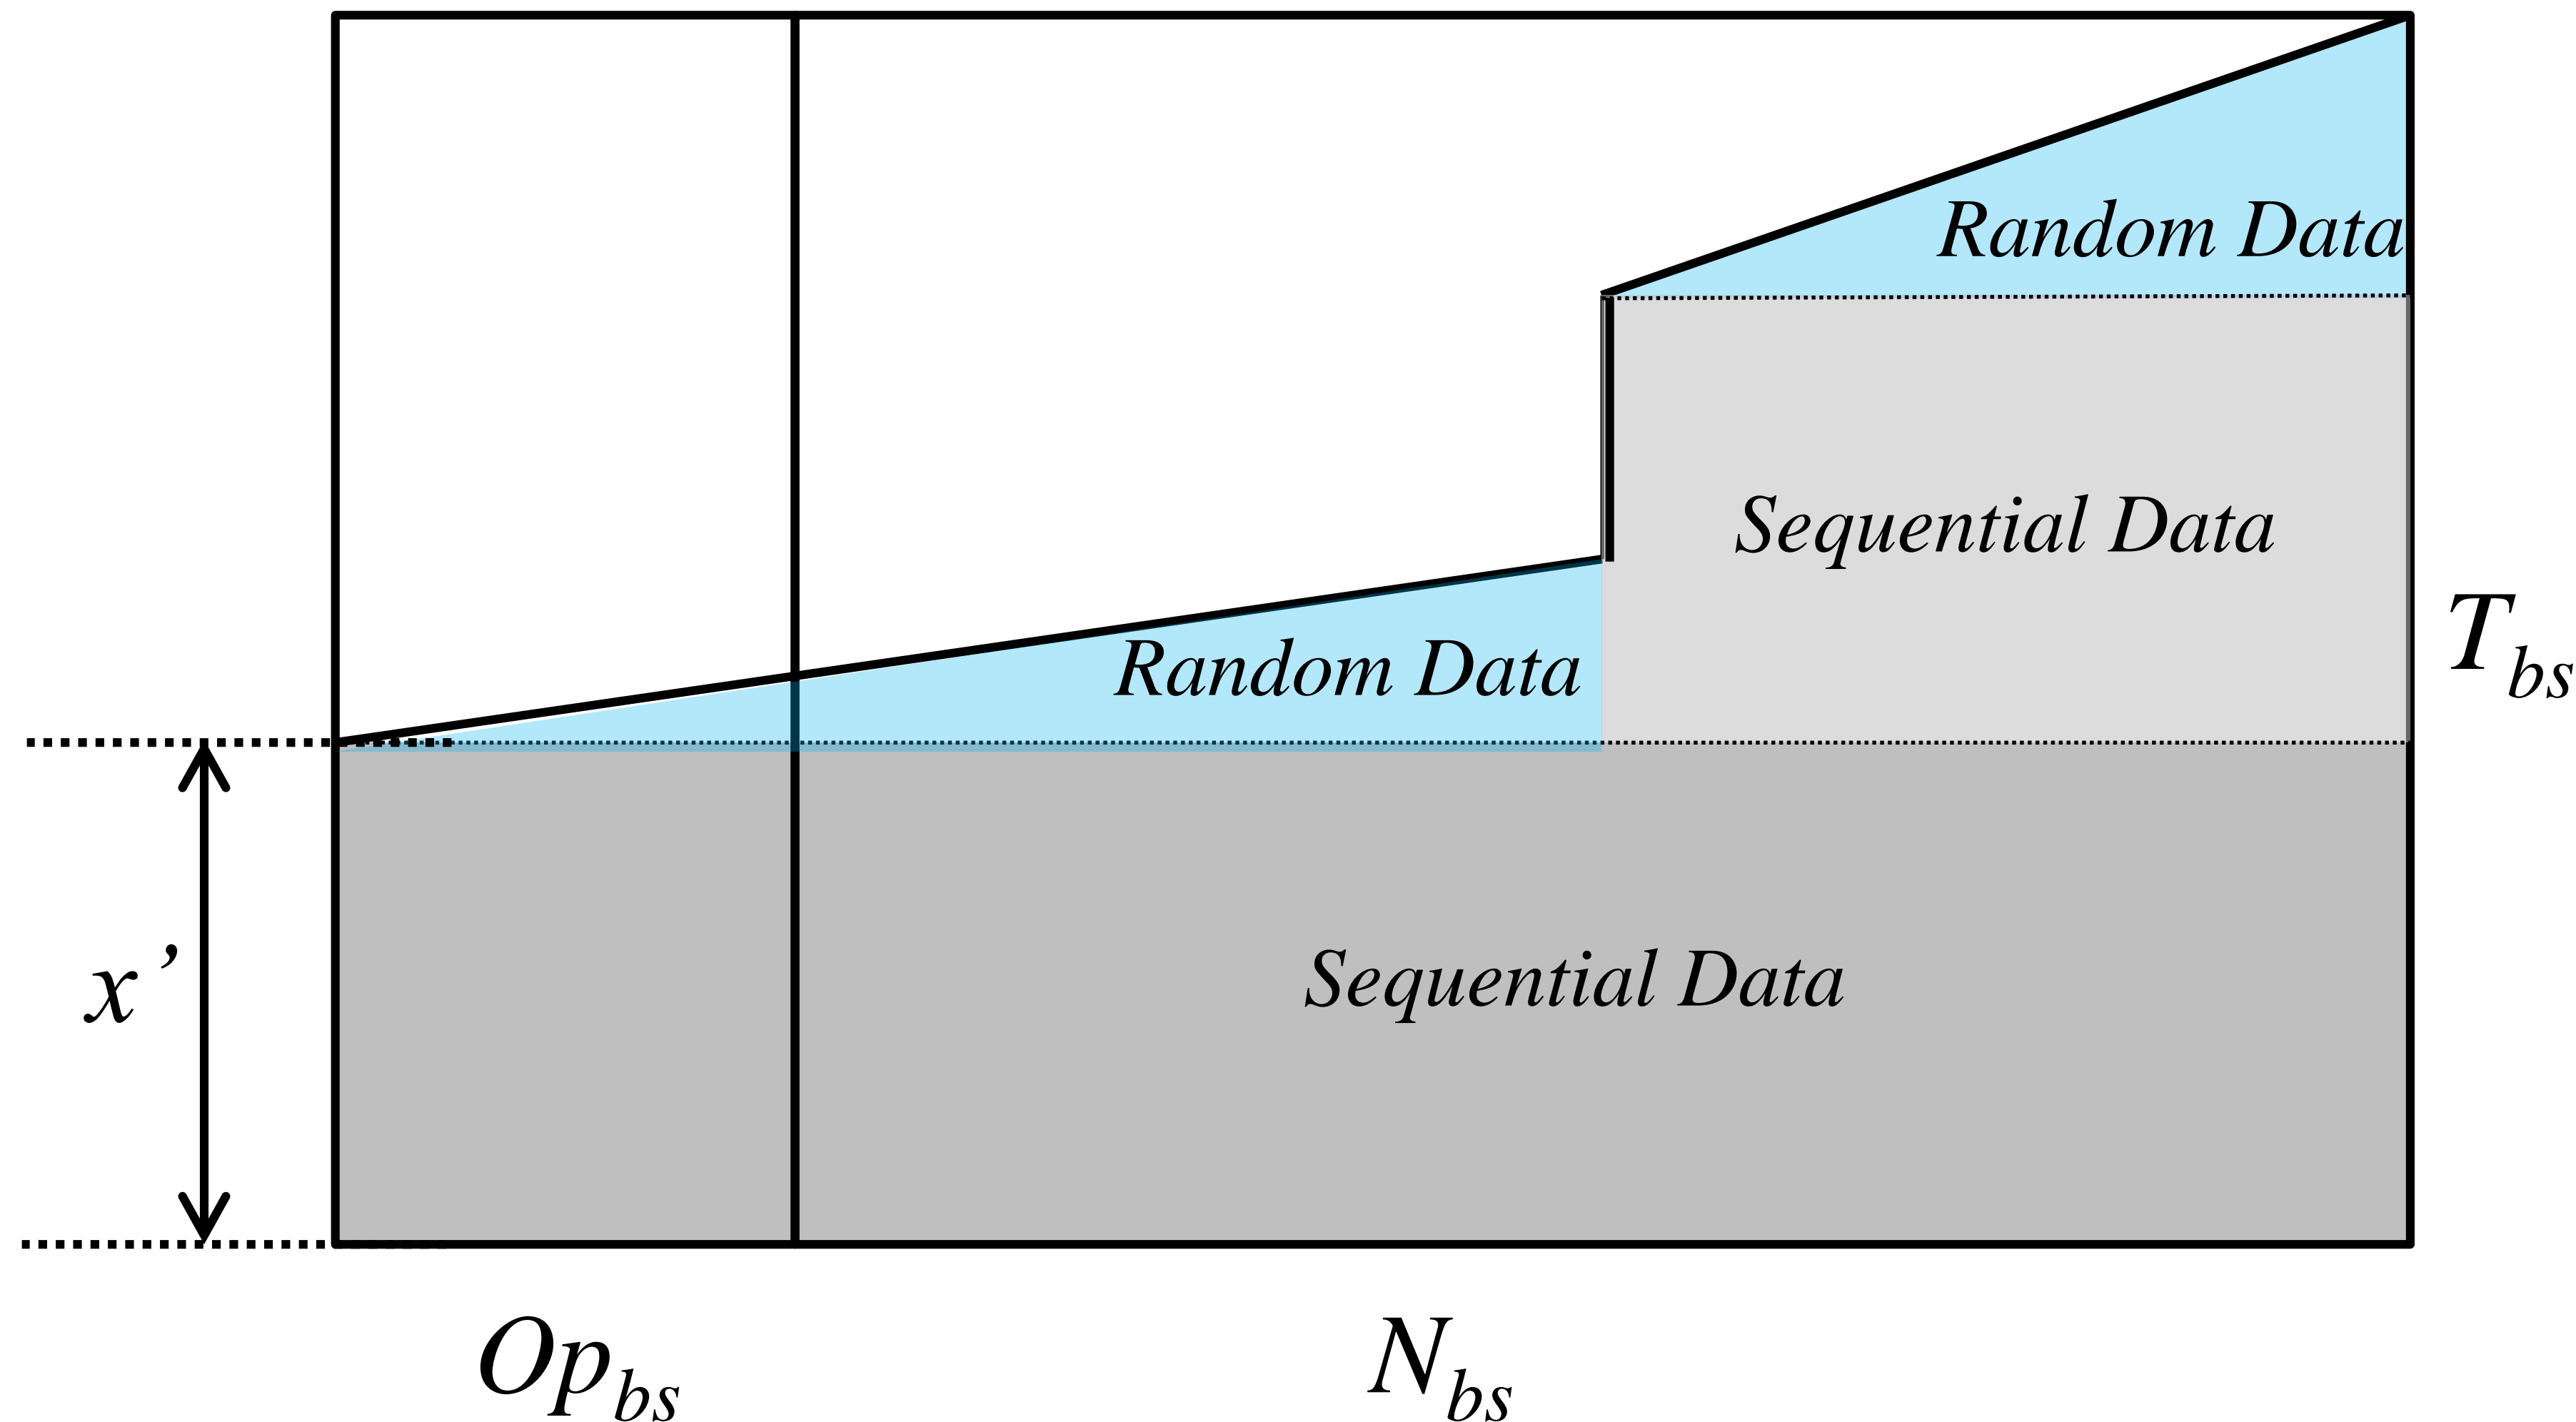 Random Data
Sequential Data
T_bs
Random Data
x’
Sequential Data
Op_bs
N_bs